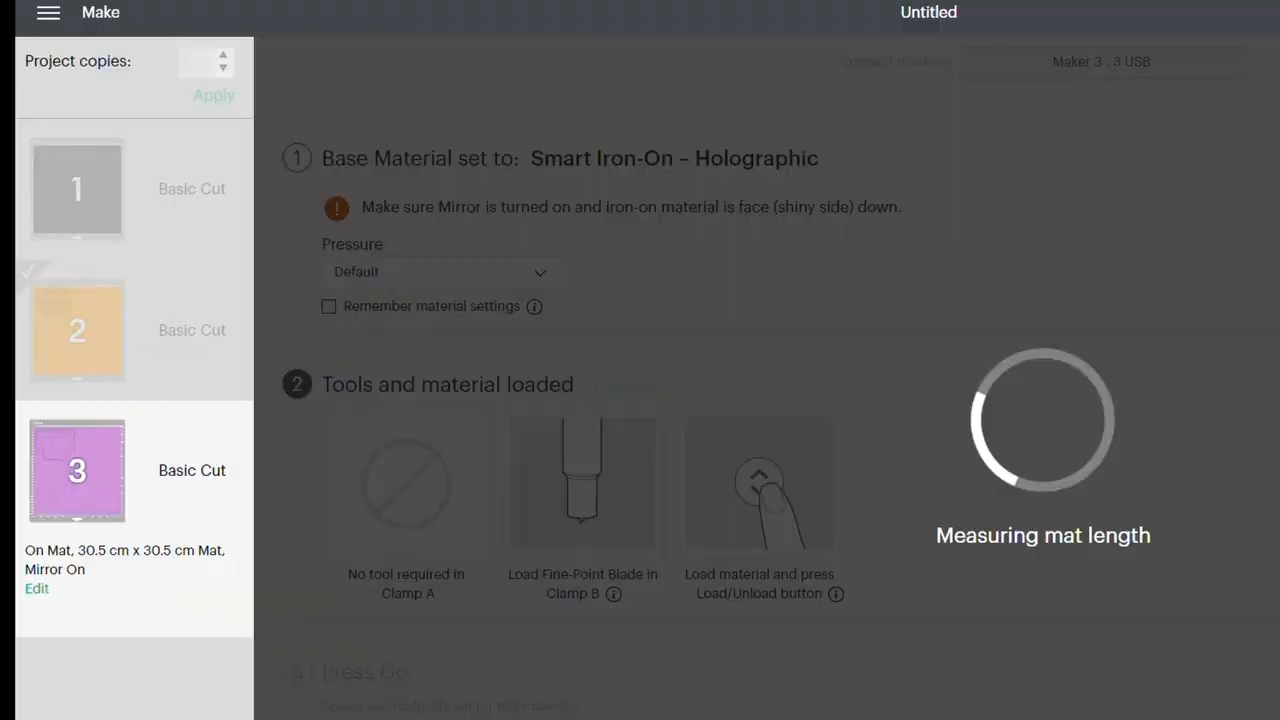 Make
Untitled
Project copies:
Apply
Maker 3 . 3 USB
1
Basic Cut
2
Basic Cut
3
Basic Cut
On Mat, 30.5 cm x 30.5 cm Mat,
Mirror On
Edit
1 Base Material set to: Smart Iron-On – Holographic
! Make sure Mirror is turned on and iron-on material is face (shiny side) down.
Pressure
Default
Remember material settings
2 Tools and material loaded
No tool required in
Clamp A
Load Fine-Point Blade in
Clamp B
Load material and press
Load/Unload button
Press Go
Measuring mat length